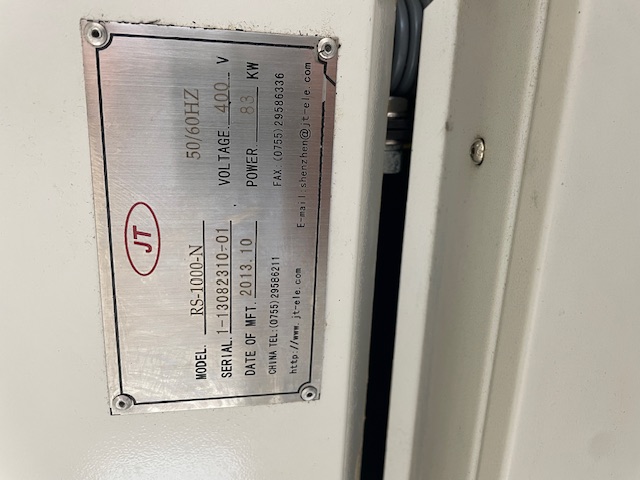 JT
MODEL. RS-1000-N 50/60HZ
SERIAL. 1-13082310-01 VOLTAGE. 400 V
DATE OF MFT. 2013.10 POWER 83 KW
CHINA TEL:(0755)29586211 FAX:(0755)29586336
http://www.jt-ele.com E-mail:shenzhen@jt-ele.com